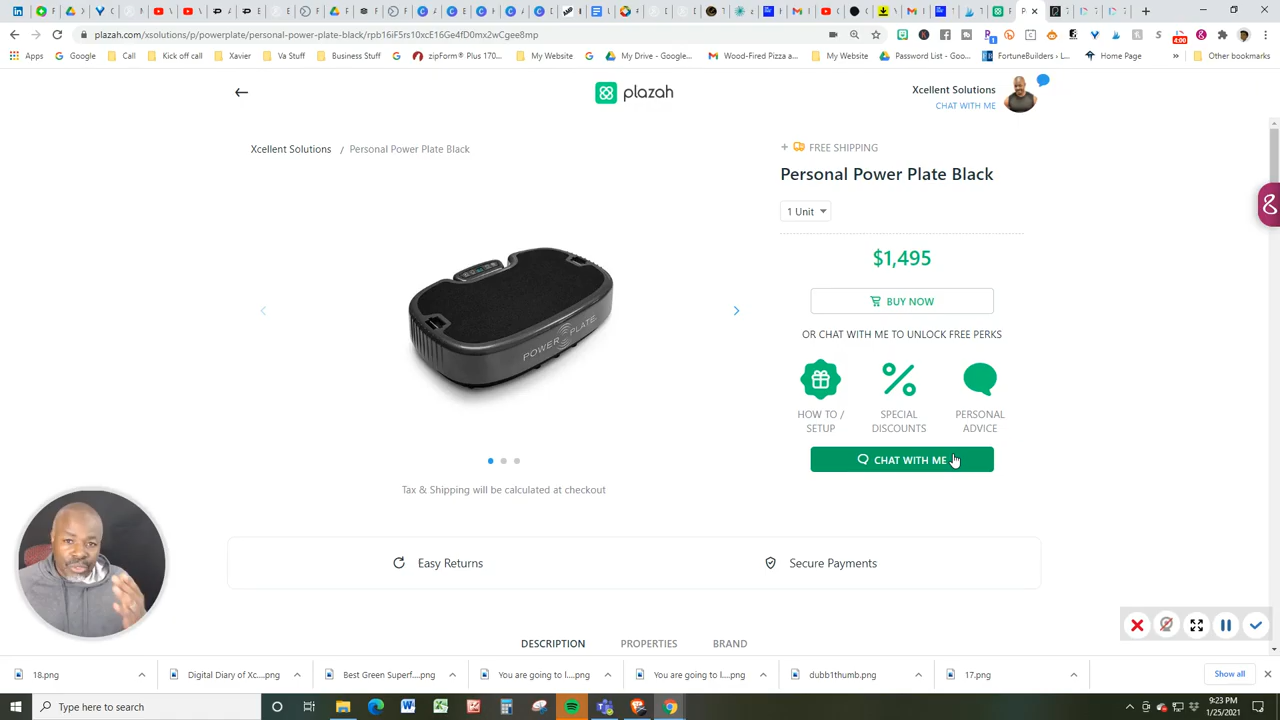 plazah.com/xsolutions/p/powerplate/personal-power-plate-black/rpb16iF5rs10xcE16Ge4fD0mx2wCgee8mp
4:00
Apps
Google
Call
Kick off call
Xavier
Vstuff
Business Stuff
zipForm® Plus 170...
My Website
My Drive - Google...
Wood-Fired Pizza a...
My Website
Password List - Goo...
FortuneBuilders › L...
Home Page
»
Other bookmarks
plazah
Xcellent Solutions
CHAT WITH ME
Xcellent Solutions / Personal Power Plate Black
+ FREE SHIPPING
Personal Power Plate Black
1 Unit
$1,495
BUY NOW
OR CHAT WITH ME TO UNLOCK FREE PERKS
HOW TO /
SETUP
SPECIAL
DISCOUNTS
PERSONAL
ADVICE
CHAT WITH ME
POWER PLATE
Tax & Shipping will be calculated at checkout
Easy Returns
Secure Payments
DESCRIPTION
PROPERTIES
BRAND
18.png
Digital Diary of Xc....png
Best Green Superf....png
You are going to l....png
You are going to l....png
dubb1thumb.png
17.png
Show all
Type here to search
9:23 PM
1/25/2021